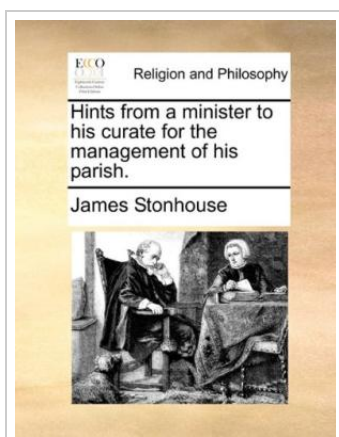 ECCO
Religion and Philosophy
Hints from a minister to
his curate for the
management of his
parish.
James Stonhouse